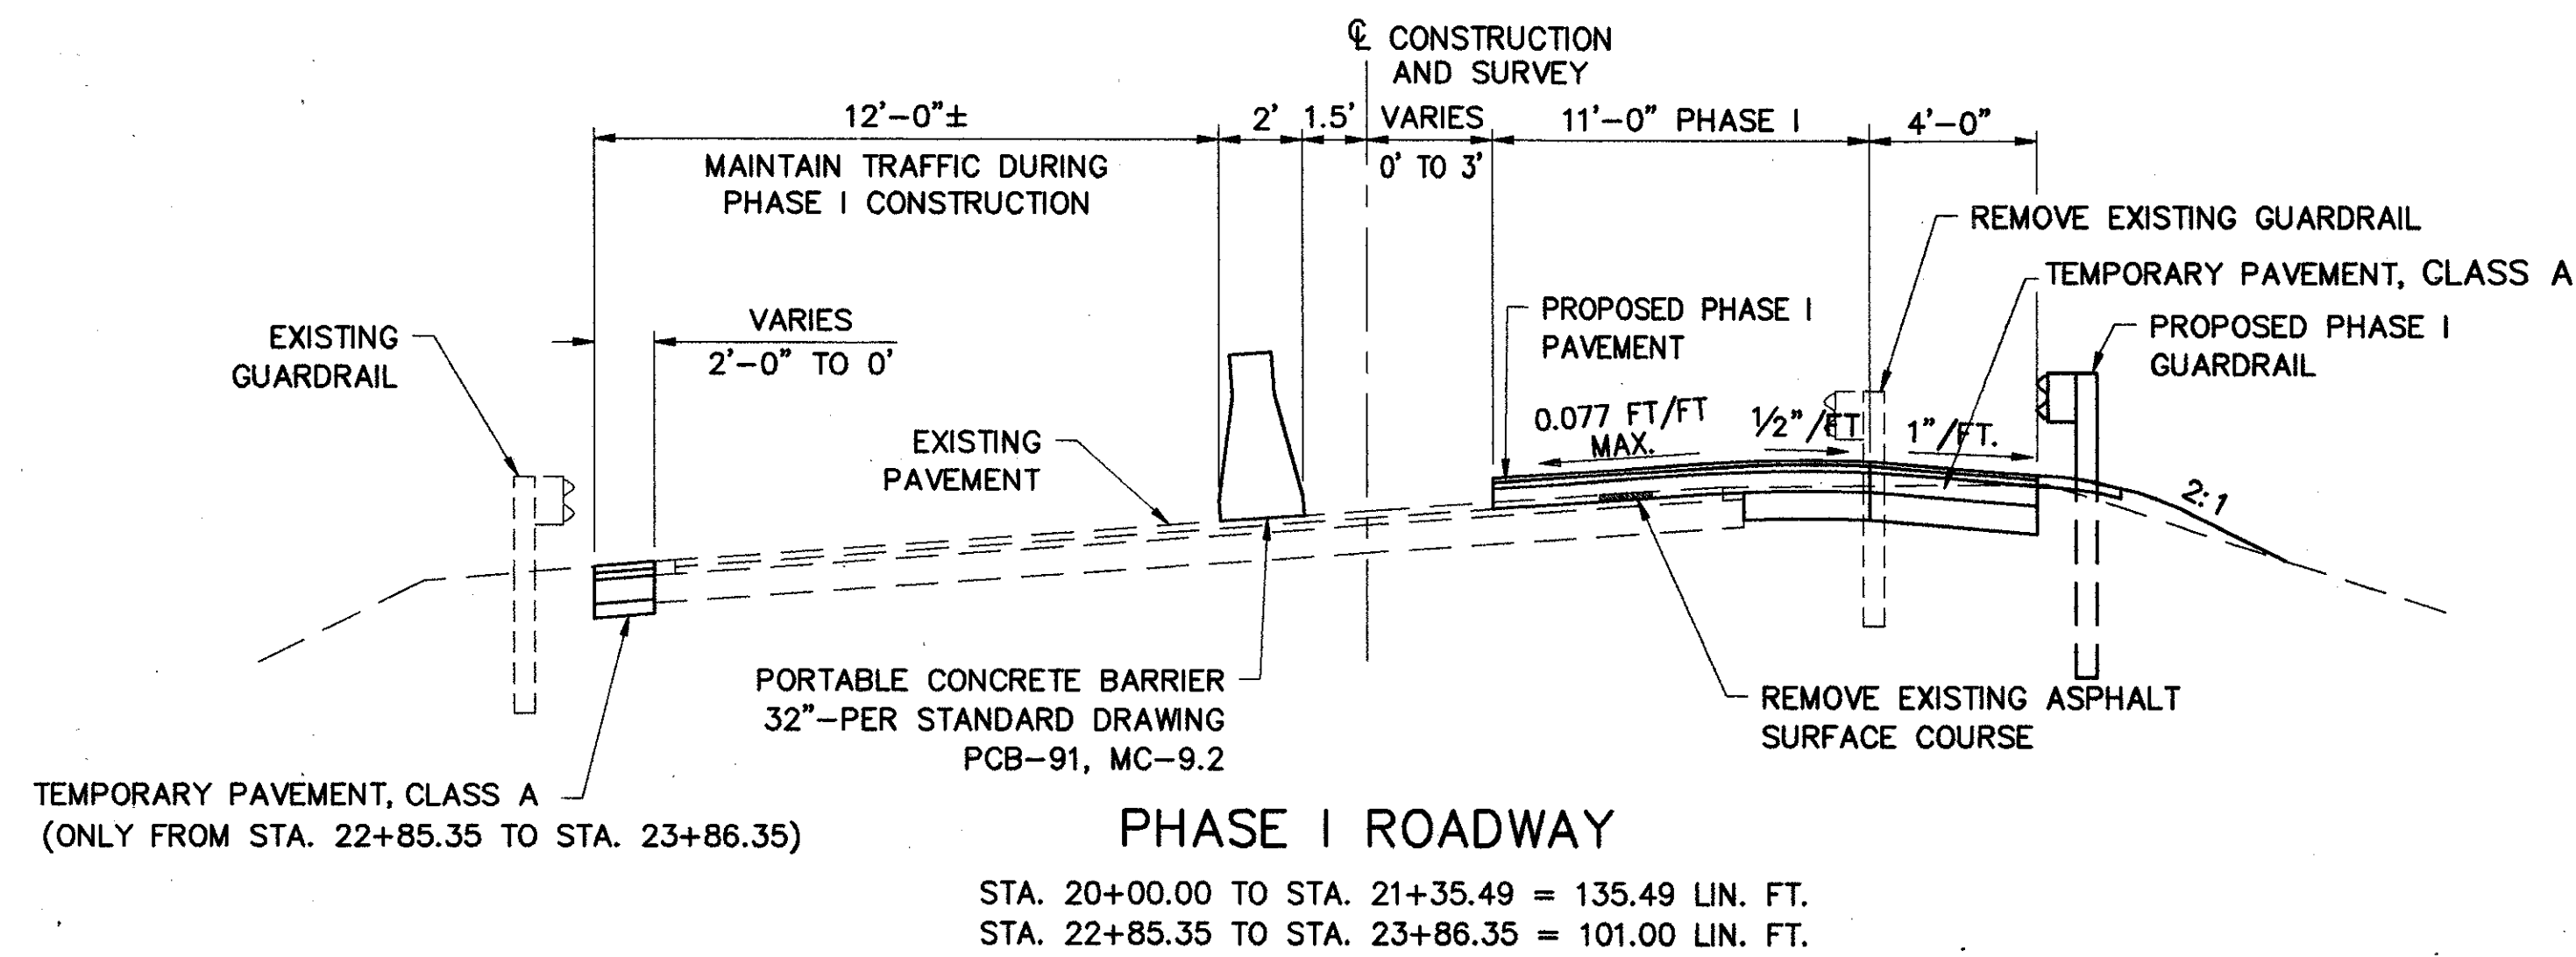 ℄ CONSTRUCTION
AND SURVEY
12'-0"±
2'
1.5'
VARIES
0' TO 3'
11'-0" PHASE I
4'-0"
MAINTAIN TRAFFIC DURING
PHASE I CONSTRUCTION
REMOVE EXISTING GUARDRAIL
TEMPORARY PAVEMENT, CLASS A
PROPOSED PHASE I
GUARDRAIL
PROPOSED PHASE I
PAVEMENT
EXISTING
GUARDRAIL
VARIES
2'-0" TO 0'
EXISTING
PAVEMENT
0.077 FT/FT
MAX.
1/2"/FT
1"/FT.
2:1
PORTABLE CONCRETE BARRIER
32"-PER STANDARD DRAWING
PCB-91, MC-9.2
REMOVE EXISTING ASPHALT
SURFACE COURSE
TEMPORARY PAVEMENT, CLASS A
(ONLY FROM STA. 22+85.35 TO STA. 23+86.35)
PHASE I ROADWAY
STA. 20+00.00 TO STA. 21+35.49 = 135.49 LIN. FT.
STA. 22+85.35 TO STA. 23+86.35 = 101.00 LIN. FT.